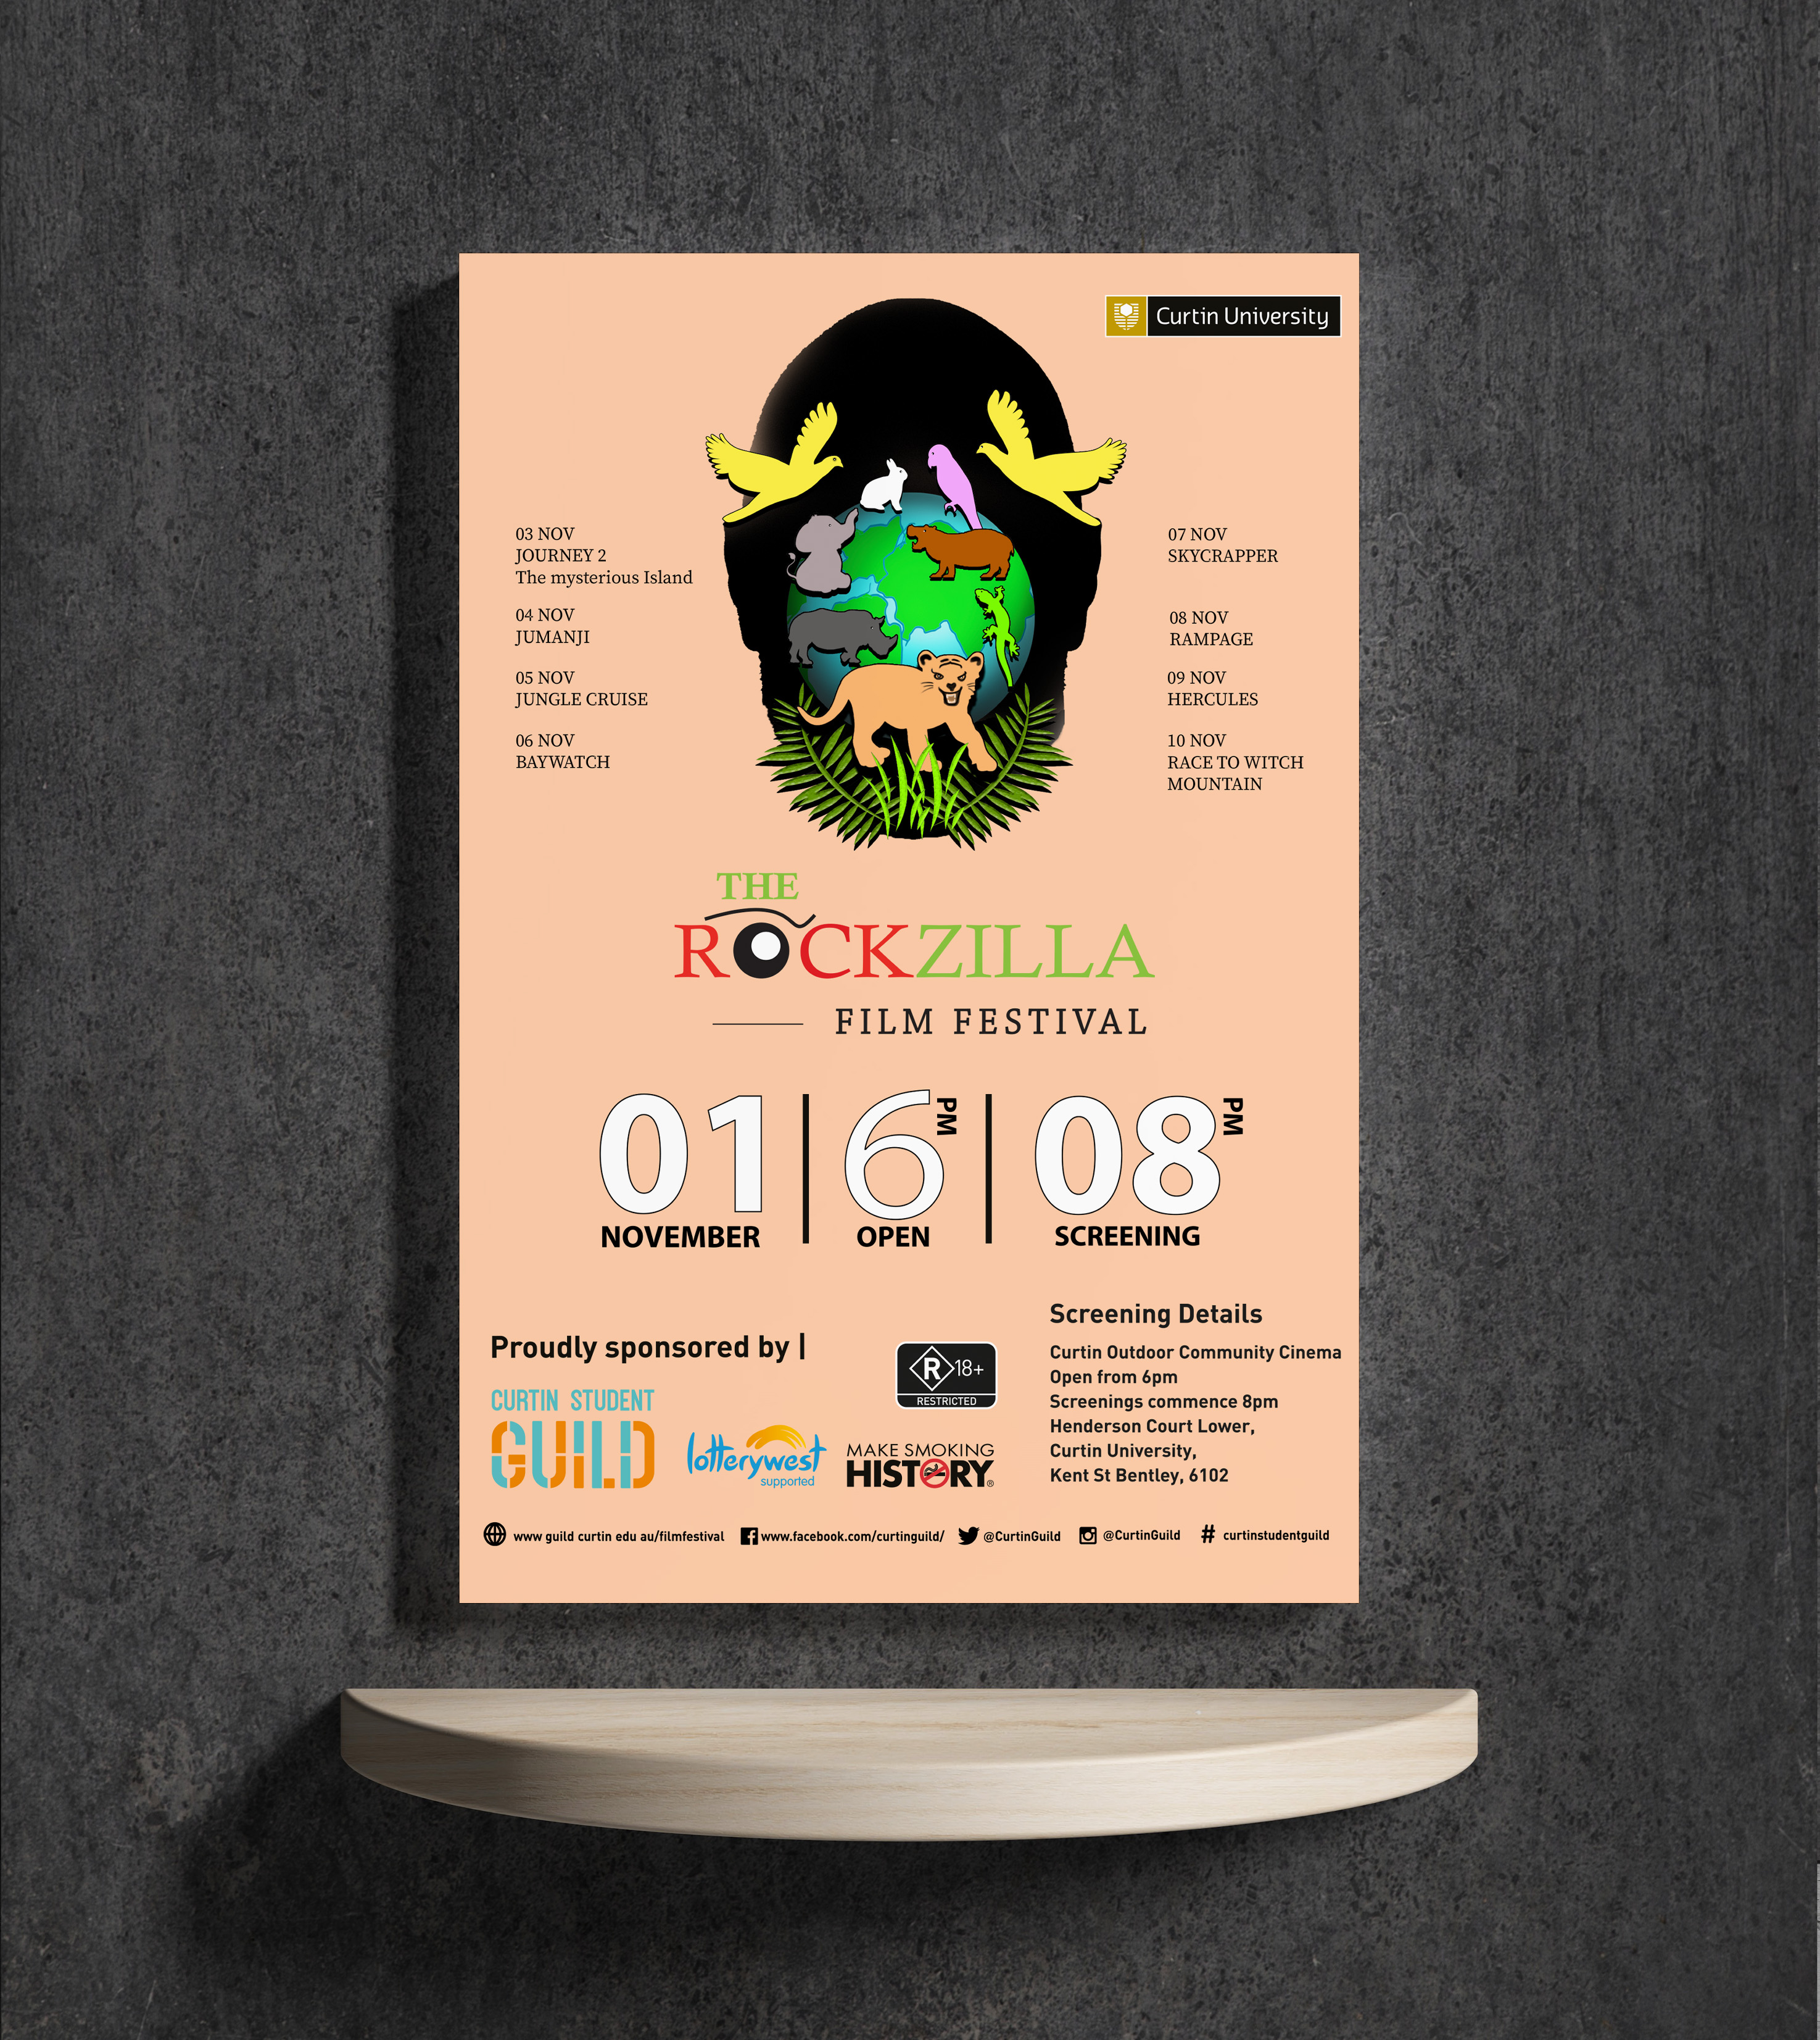 Curtin University
03 NOV
JOURNEY 2
The mysterious Island
04 NOV
JUMANJI
05 NOV
JUNGLE CRUISE
06 NOV
BAYWATCH
07 NOV
SKYCRAPPER
08 NOV
RAMPAGE
09 NOV
HERCULES
10 NOV
RACE TO WITCH
MOUNTAIN
THE
ROCKZILLA
FILM FESTIVAL
01
NOVEMBER
6 PM
OPEN
08 PM
SCREENING
Proudly sponsored by |
CURTIN STUDENT
GUILD
lotterywest
supported
MAKE SMOKING
HISTORY®
R 18+
RESTRICTED
Screening Details
Curtin Outdoor Community Cinema
Open from 6pm
Screenings commence 8pm
Henderson Court Lower,
Curtin University,
Kent St Bentley, 6102
www guild curtin edu au/filmfestival www.facebook.com/curtinguild/ @CurtinGuild @CurtinGuild # curtinstudentguild